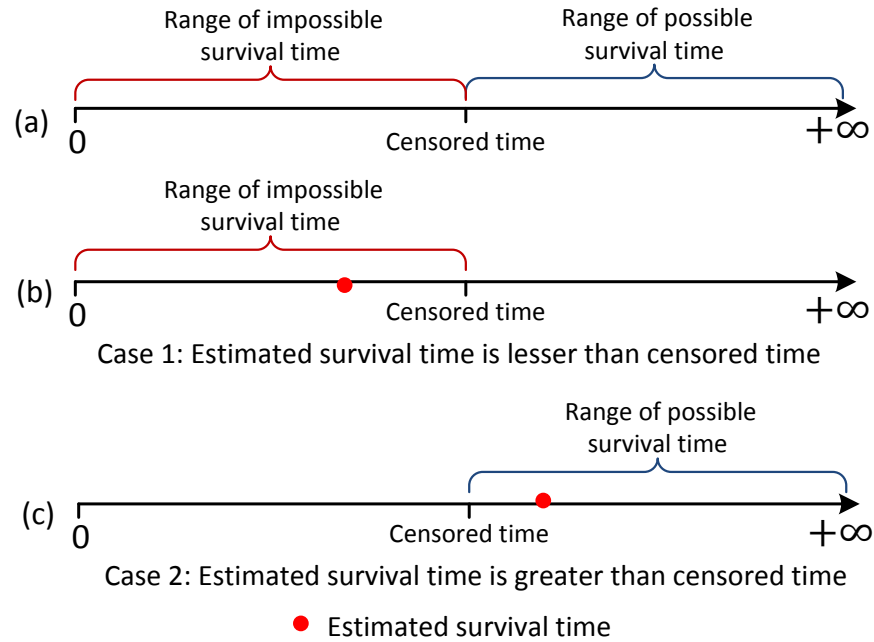 Range of impossible
survival time
Range of possible
survival time
(a)
0
Censored time
+∞
Range of impossible
survival time
(b)
0
Censored time
+∞
Case 1: Estimated survival time is lesser than censored time
Range of possible
survival time
(c)
0
Censored time
+∞
Case 2: Estimated survival time is greater than censored time
Estimated survival time